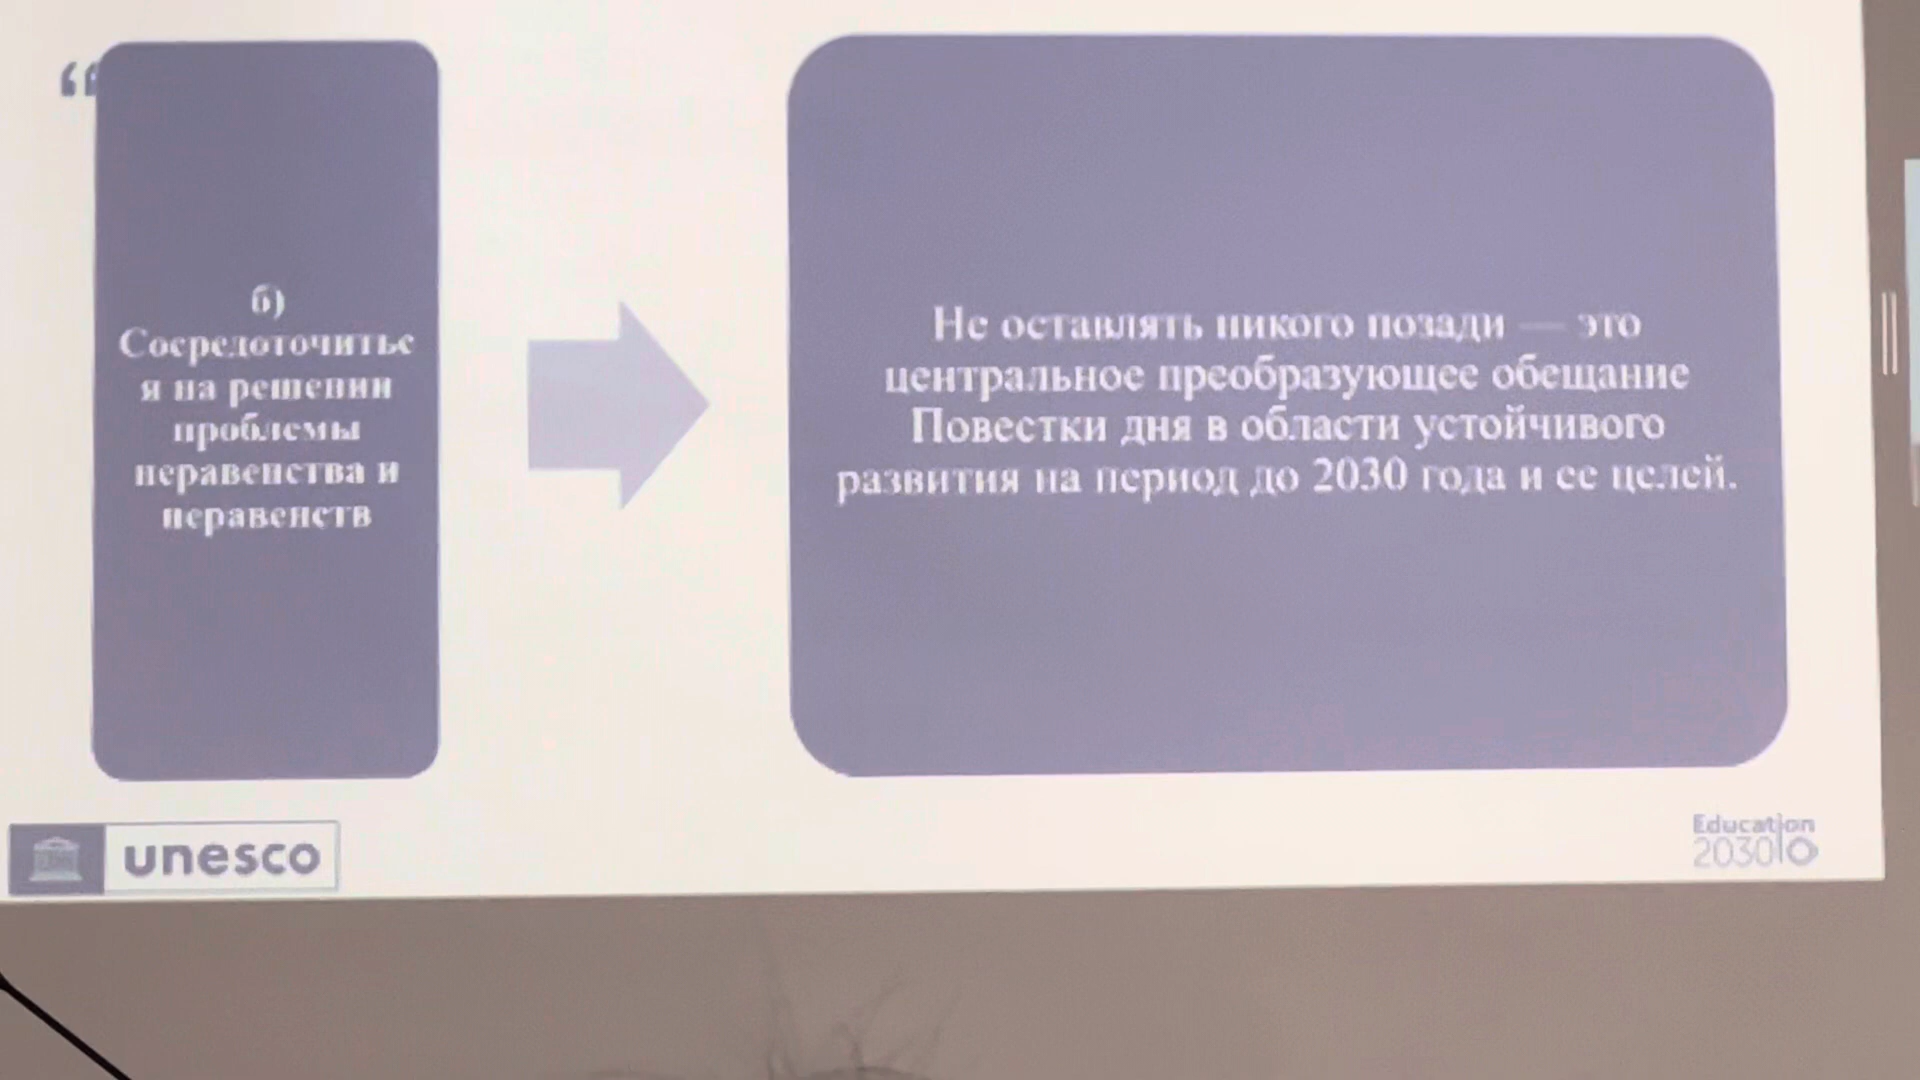 “
б)
Сосредоточитьс
я на решении
проблемы
неравенства и
неравенств
Не оставлять никого позади — это
центральное преобразующее обещание
Повестки дня в области устойчивого
развития на период до 2030 года и ее целей.
unesco
Education
2030